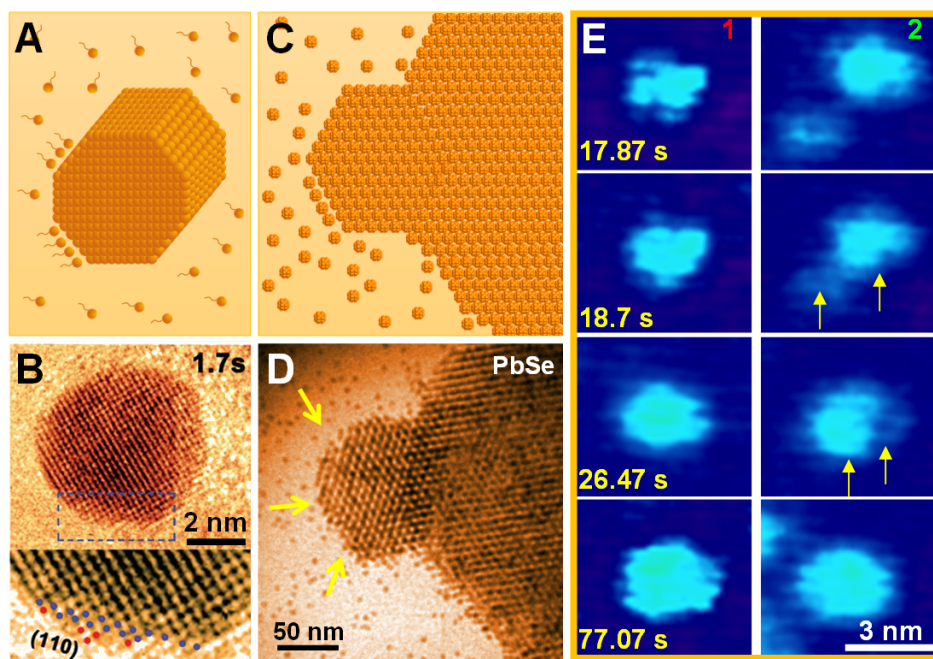 A
B
1.7s
2 nm
(110)
C
D
PbSe
50 nm
E
1
2
17.87 s
18.7 s
26.47 s
77.07 s
3 nm